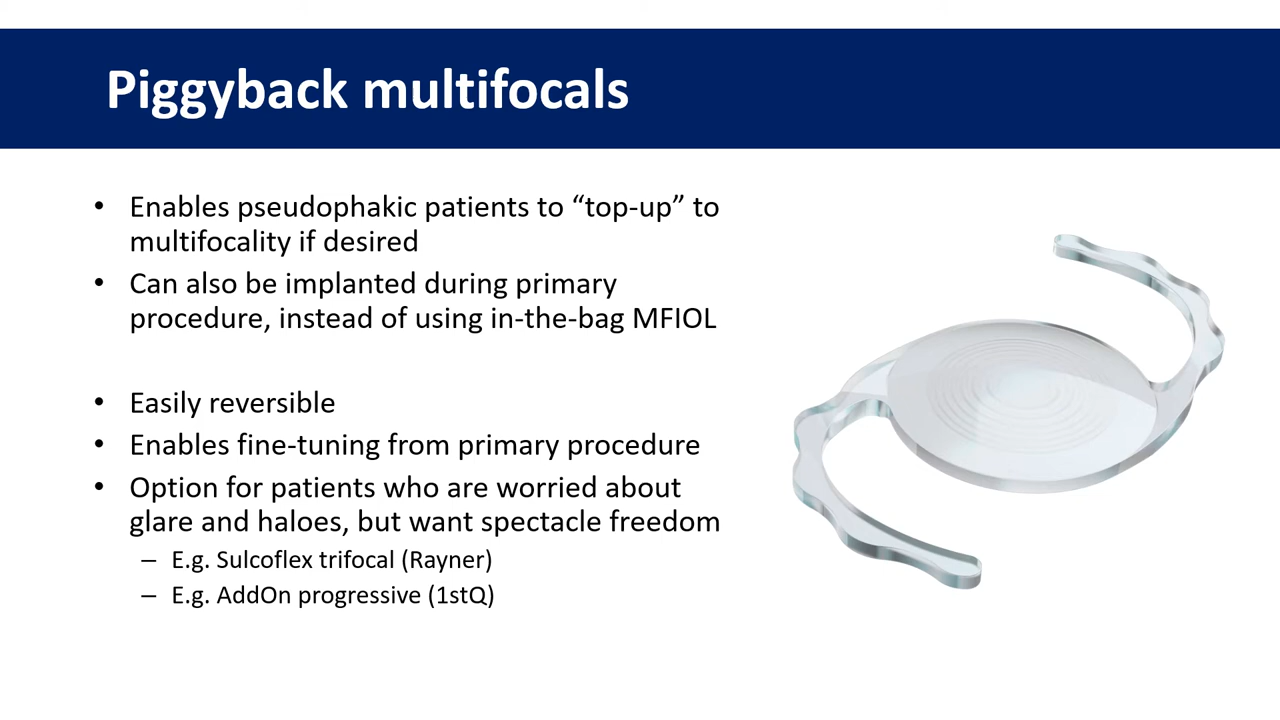 Piggyback multifocals
• Enables pseudophakic patients to “top-up” to
multifocality if desired
• Can also be implanted during primary
procedure, instead of using in-the-bag MFIOL
• Easily reversible
• Enables fine-tuning from primary procedure
• Option for patients who are worried about
glare and haloes, but want spectacle freedom
– E.g. Sulcoflex trifocal (Rayner)
– E.g. AddOn progressive (1stQ)